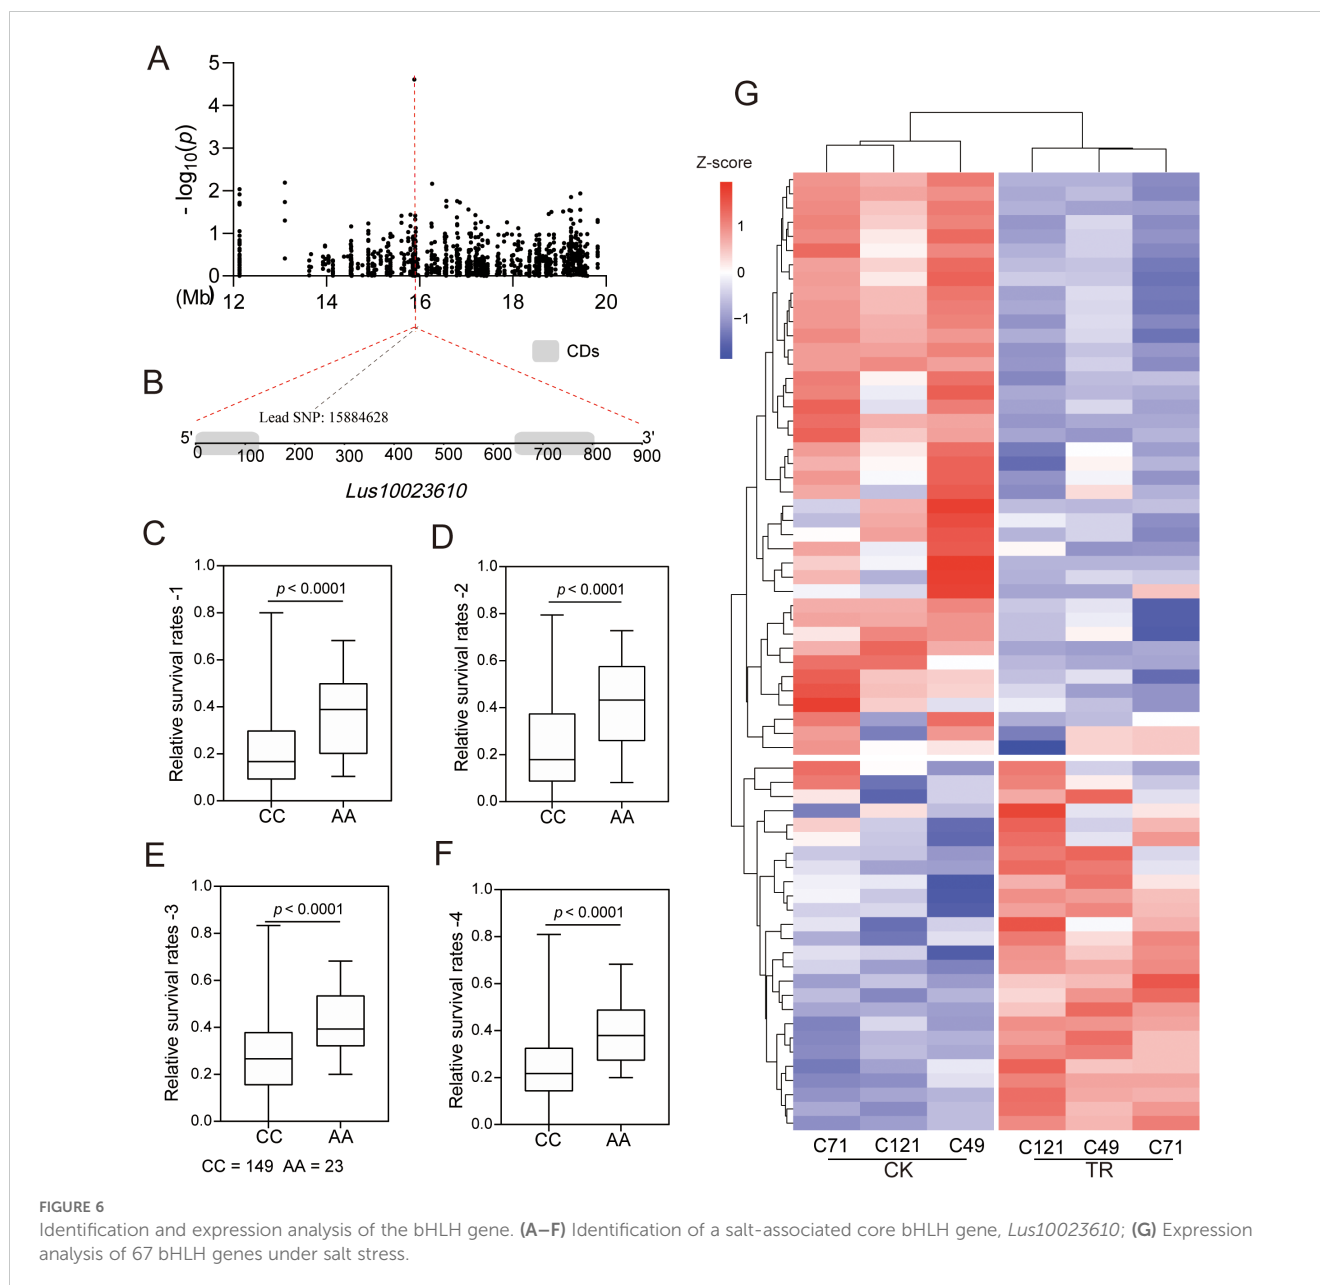 A
5
4
3
2
1
0
- log10(p)
(Mb)
12 14 16 18 20
CDs
B
Lead SNP: 15884628
5' 3'
0 100 200 300 400 500 600 700 800 900
Lus10023610
C
1.0
0.8
0.6
0.4
0.2
0.0
Relative survival rates -1
p < 0.0001
CC AA
D
1.0
0.8
0.6
0.4
0.2
0.0
Relative survival rates -2
p < 0.0001
CC AA
E
1.0
0.8
0.6
0.4
0.2
0.0
Relative survival rates -3
p < 0.0001
CC AA
CC = 149 AA = 23
F
1.0
0.8
0.6
0.4
0.2
0.0
Relative survival rates -4
p < 0.0001
CC AA
G
Z-score
1
0
−1
C71 C121 C49 C121 C49 C71
CK TR
FIGURE 6
Identification and expression analysis of the bHLH gene. (A–F) Identification of a salt-associated core bHLH gene, Lus10023610; (G) Expression
analysis of 67 bHLH genes under salt stress.